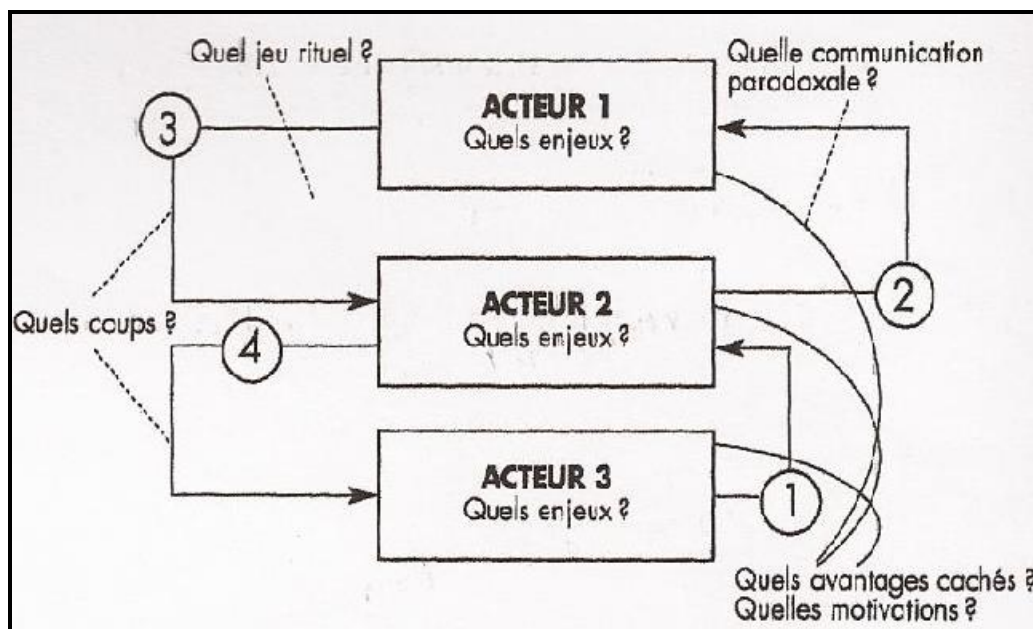 Quel jeu rituel ?
Quelle communication
paradoxale ?
ACTEUR 1
Quels enjeux ?
3
2
ACTEUR 2
Quels enjeux ?
Quels coups ?
4
ACTEUR 3
Quels enjeux ?
1
Quels avantages cachés ?
Quelles motivations ?